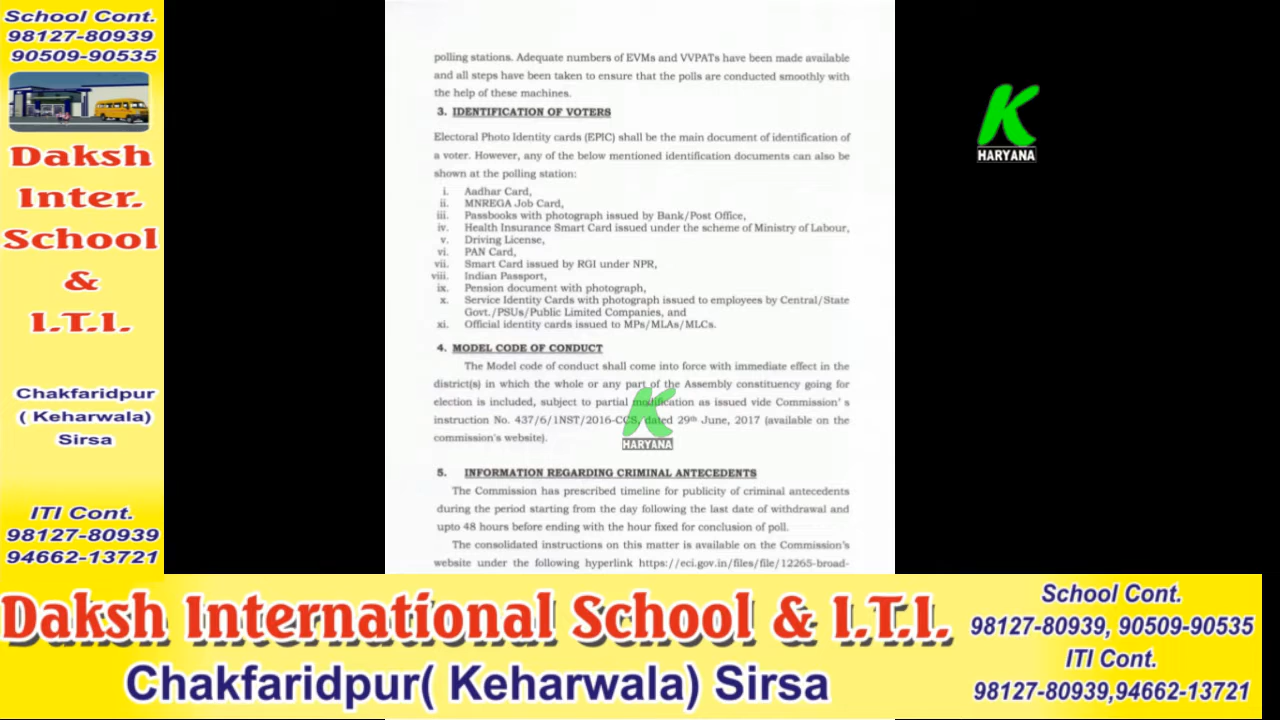 School Cont.
98127-80939
90509-90535
Daksh
Inter.
School
&
I.T.I.
Chakfaridpur
( Keharwala)
Sirsa
ITI Cont.
98127-80939
94662-13721
polling stations. Adequate numbers of EVMs and VVPATs have been made available
and all steps have been taken to ensure that the polls are conducted smoothly with
the help of these machines.
3. IDENTIFICATION OF VOTERS
Electoral Photo Identity cards (EPIC) shall be the main document of identification of
a voter. However, any of the below mentioned identification documents can also be
shown at the polling station:
i. Aadhar Card,
ii. MNREGA Job Card,
iii. Passbooks with photograph issued by Bank/Post Office,
iv. Health Insurance Smart Card issued under the scheme of Ministry of Labour,
v. Driving License,
vi. PAN Card,
vii. Smart Card issued by RGI under NPR,
viii. Indian Passport,
ix. Pension document with photograph,
x. Service Identity Cards with photograph issued to employees by Central/State
Govt./PSUs/Public Limited Companies, and
xi. Official identity cards issued to MPs/MLAs/MLCs.
4. MODEL CODE OF CONDUCT
The Model code of conduct shall come into force with immediate effect in the
district(s) in which the whole or any part of the Assembly constituency going for
election is included, subject to partial modification as issued vide Commission' s
instruction No. 437/6/1NST/2016-CCS, dated 29th June, 2017 (available on the
commission's website).
5. INFORMATION REGARDING CRIMINAL ANTECEDENTS
The Commission has prescribed timeline for publicity of criminal antecedents
during the period starting from the day following the last date of withdrawal and
upto 48 hours before ending with the hour fixed for conclusion of poll.
The consolidated instructions on this matter is available on the Commission's
website under the following hyperlink https://eci.gov.in/files/file/12265-broad-
K
HARYANA
K
HARYANA
Daksh International School & I.T.I.
Chakfaridpur( Keharwala) Sirsa
School Cont.
98127-80939, 90509-90535
ITI Cont.
98127-80939,94662-13721